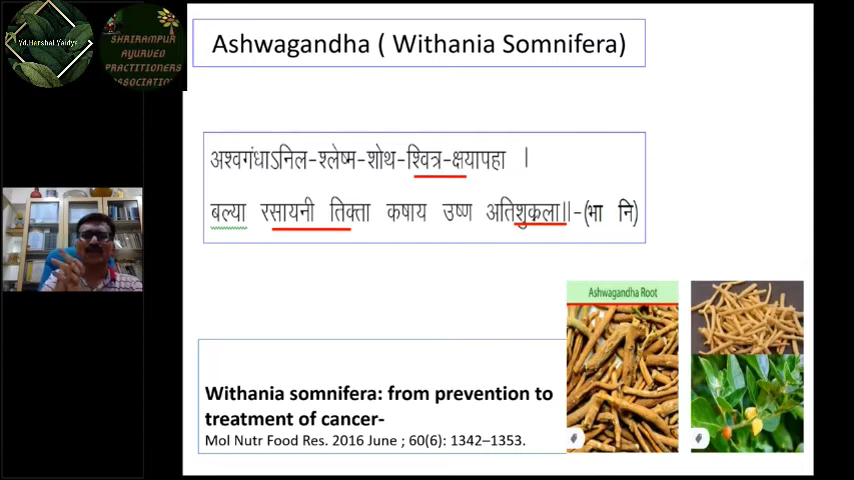 Yd.Harshal Vaidya
SHRIRAMPUR
AYURVED
PRACTITIONERS
ASSOCIATION
Ashwagandha ( Withania Somnifera)
अश्वगंधाऽनिल-श्लेष्म-शोथ-श्वित्र-क्षयापहा ।
बल्या रसायनी तिक्ता कषाय उष्ण अतिशुक्रला॥-(भा नि)
Ashwagandha Root
Withania somnifera: from prevention to
treatment of cancer-
Mol Nutr Food Res. 2016 June ; 60(6): 1342–1353.